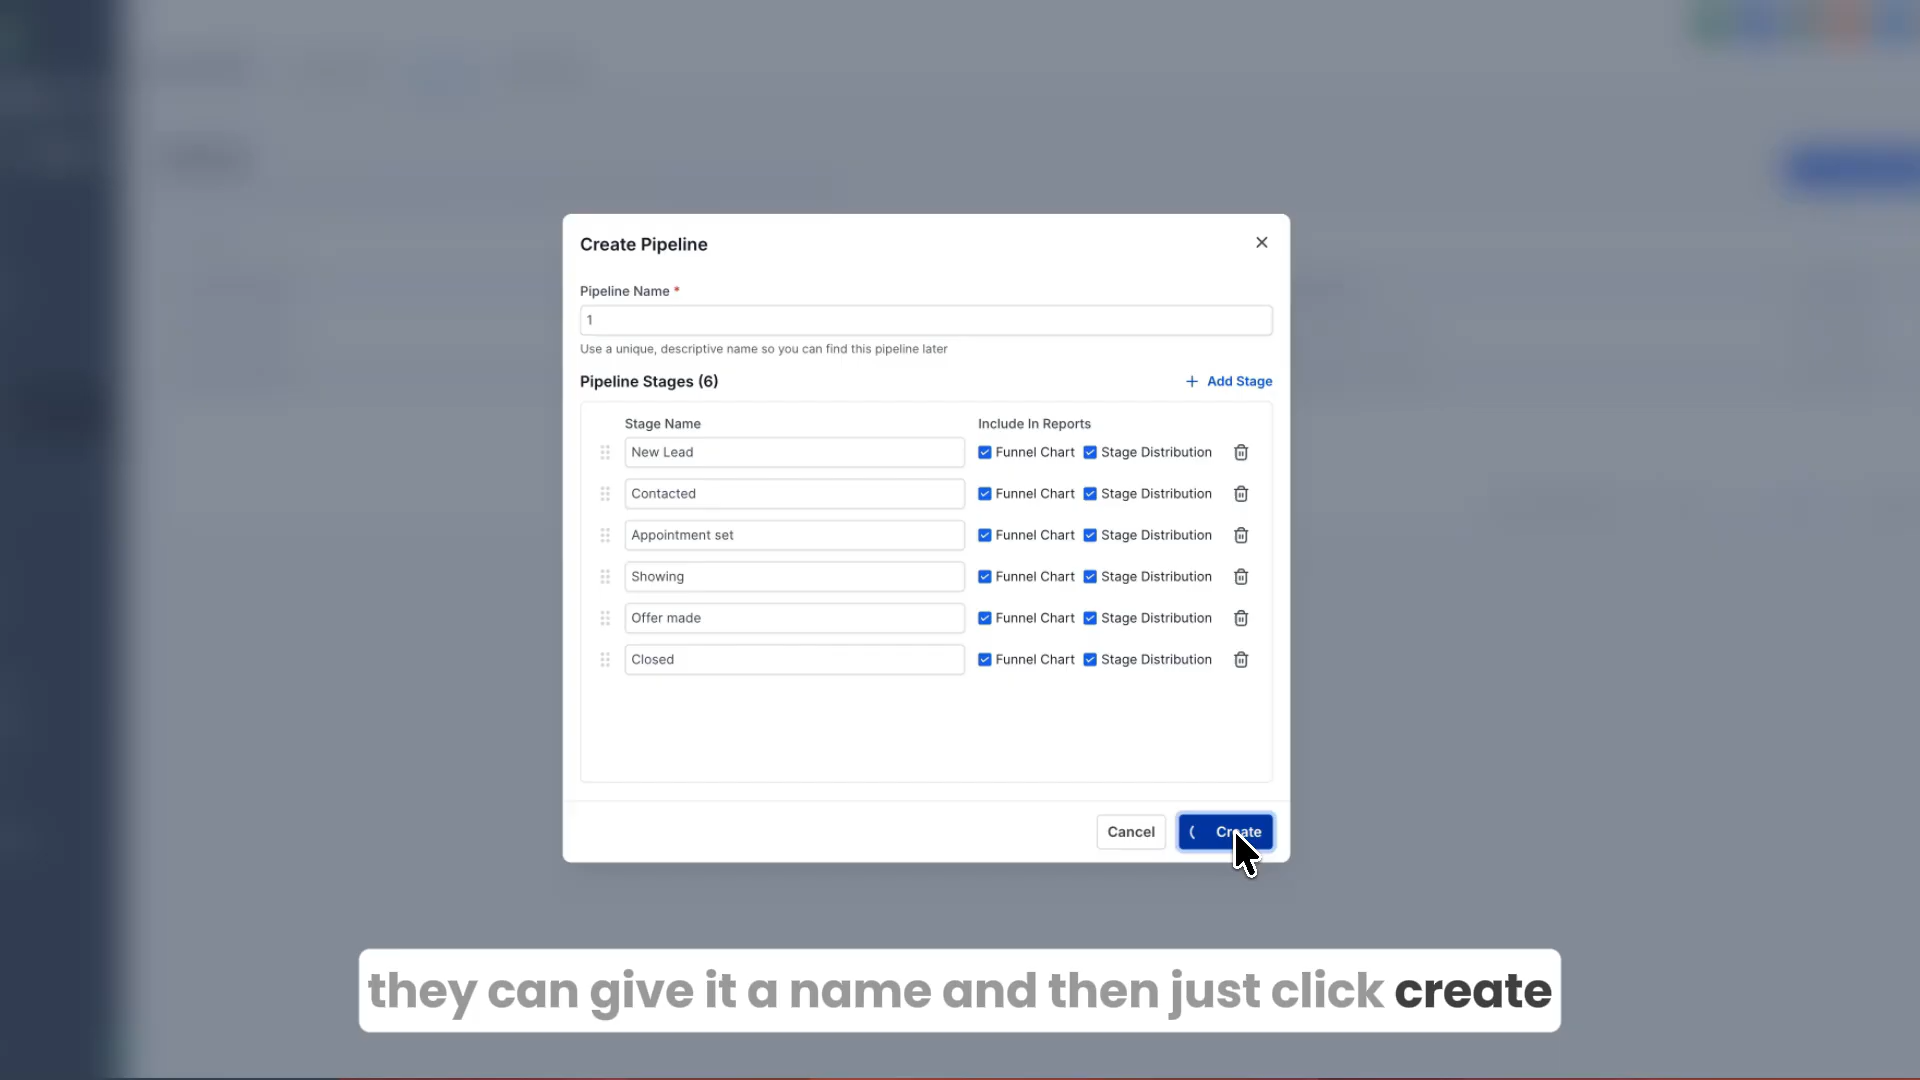 Create Pipeline
Pipeline Name *
1
Use a unique, descriptive name so you can find this pipeline later
Pipeline Stages (6)
+ Add Stage
Stage Name Include In Reports
New Lead Funnel Chart Stage Distribution
Contacted Funnel Chart Stage Distribution
Appointment set Funnel Chart Stage Distribution
Showing Funnel Chart Stage Distribution
Offer made Funnel Chart Stage Distribution
Closed Funnel Chart Stage Distribution
Cancel Create
they can give it a name and then just click create